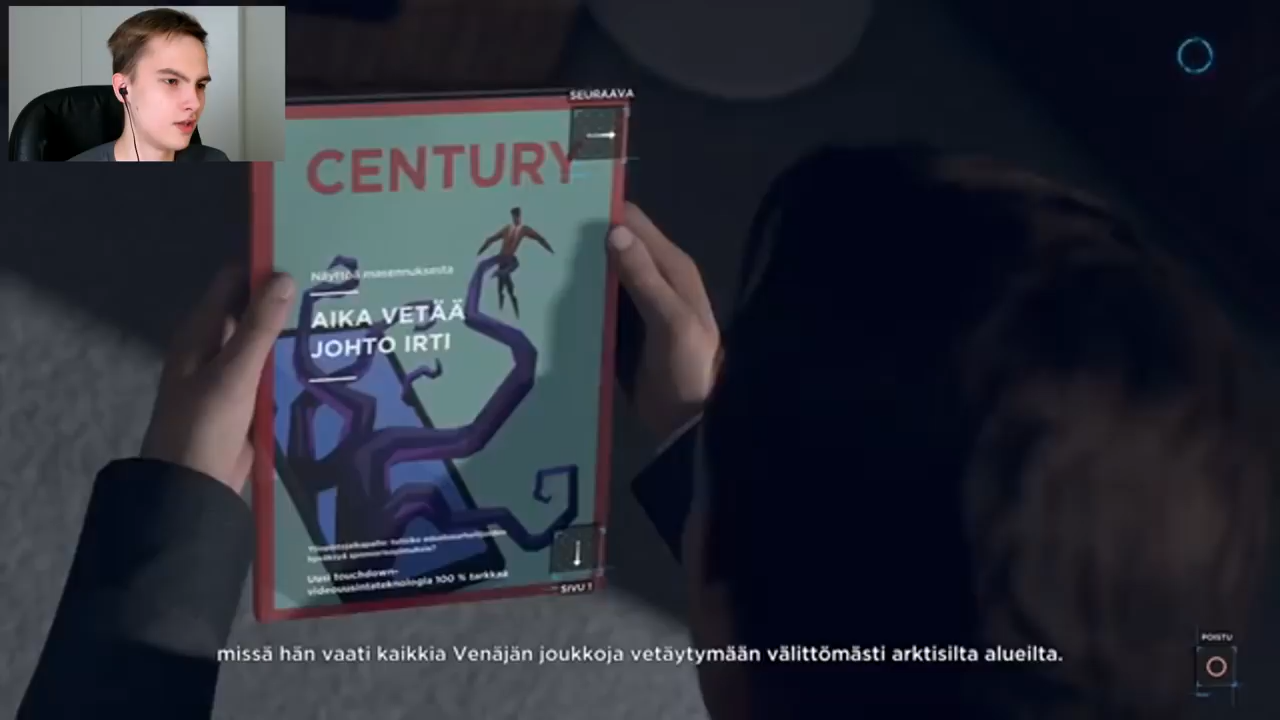 SEURAAVA
CENTURY
Näyttöä masennuksesta
AIKA VETÄÄ
JOHTO IRTI
Uusi touchdown-
videouusintateknologia 100 % tarkkaa
SIVU 1
missä hän vaati kaikkia Venäjän joukkoja vetäytymään välittömästi arktisilta alueilta.
POISTU